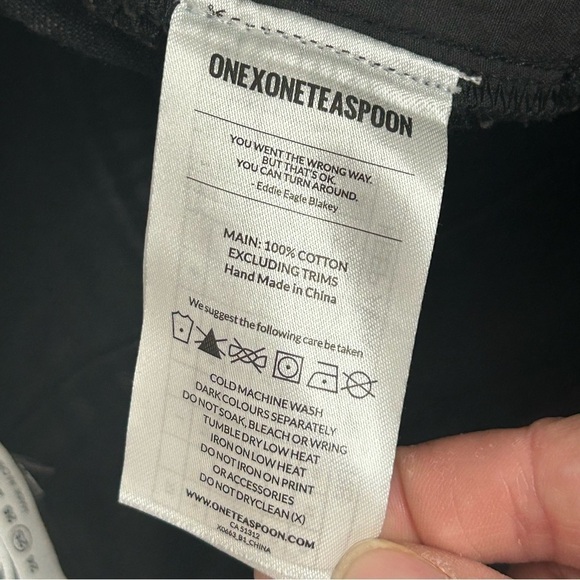 ONEXONETEASPOON
YOU WENT THE WRONG WAY.
BUT THAT'S OK.
YOU CAN TURN AROUND.
- Eddie Eagle Blakey
MAIN: 100% COTTON
EXCLUDING TRIMS
Hand Made in China
We suggest the following care be taken
COLD MACHINE WASH
DARK COLOURS SEPARATELY
DO NOT SOAK, BLEACH OR WRING
TUMBLE DRY LOW HEAT
IRON ON LOW HEAT
DO NOT IRON ON PRINT
OR ACCESSORIES
DO NOT DRYCLEAN (X)
WWW.ONETEASPOON.COM
CA 51312
X0663_B1_CHINA